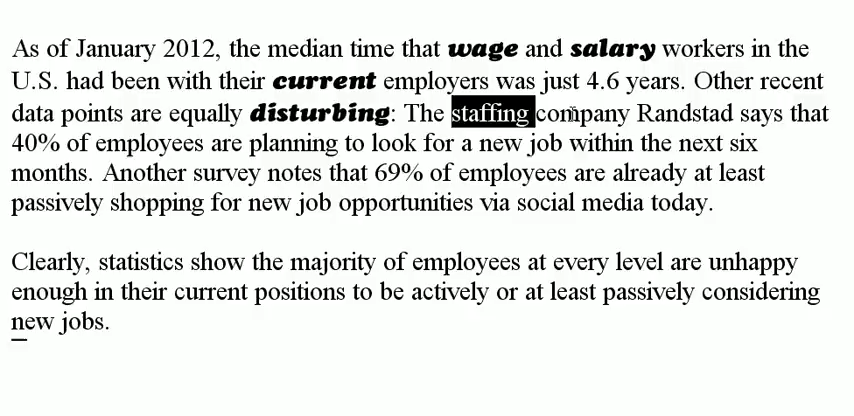 As of January 2012, the median time that wage and salary workers in the
U.S. had been with their current employers was just 4.6 years. Other recent
data points are equally disturbing: The staffing company Randstad says that
40% of employees are planning to look for a new job within the next six
months. Another survey notes that 69% of employees are already at least
passively shopping for new job opportunities via social media today.
Clearly, statistics show the majority of employees at every level are unhappy
enough in their current positions to be actively or at least passively considering
new jobs.